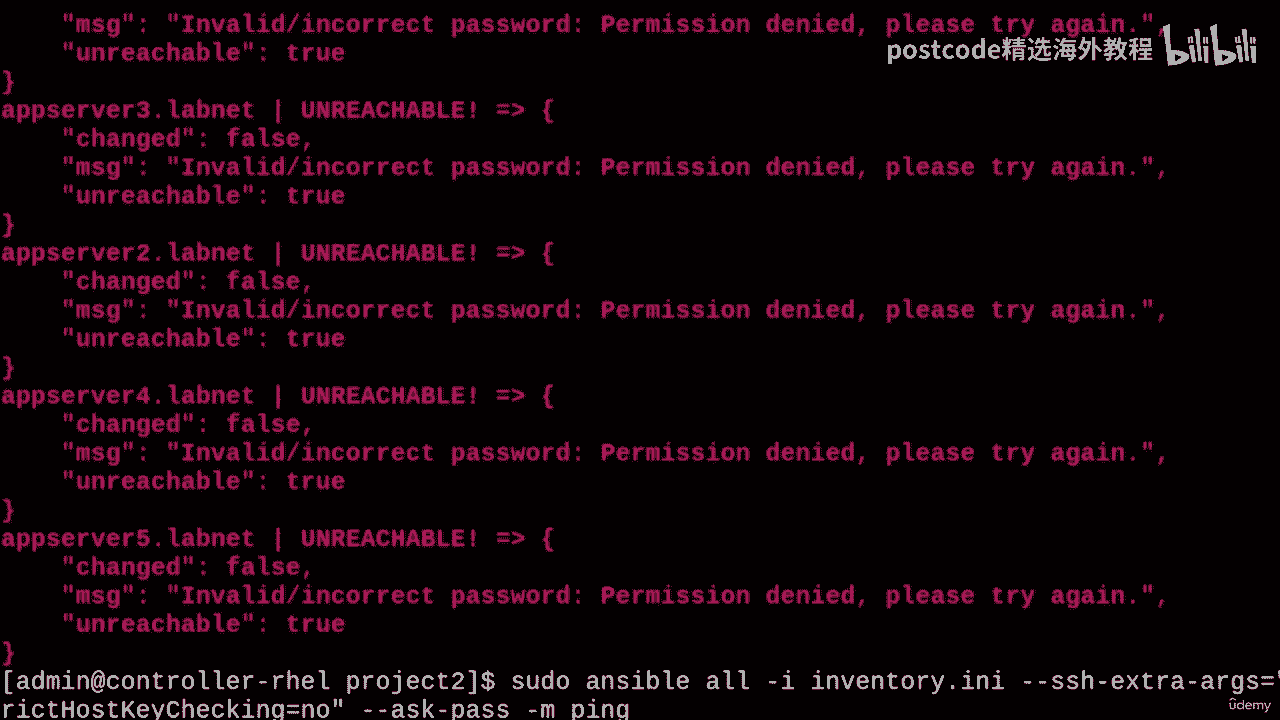 "msg": "Invalid/incorrect password: Permission denied, please try again.",
postcode精选海外教程 bilibili
    "unreachable": true
}
appserver3.labnet | UNREACHABLE! => {
    "changed": false,
    "msg": "Invalid/incorrect password: Permission denied, please try again.",
    "unreachable": true
}
appserver2.labnet | UNREACHABLE! => {
    "changed": false,
    "msg": "Invalid/incorrect password: Permission denied, please try again.",
    "unreachable": true
}
appserver4.labnet | UNREACHABLE! => {
    "changed": false,
    "msg": "Invalid/incorrect password: Permission denied, please try again.",
    "unreachable": true
}
appserver5.labnet | UNREACHABLE! => {
    "changed": false,
    "msg": "Invalid/incorrect password: Permission denied, please try again.",
    "unreachable": true
}
[admin@controller-rhel project2]$ sudo ansible all -i inventory.ini --ssh-extra-args="
rictHostKeyChecking=no" --ask-pass -m ping
ûdemy